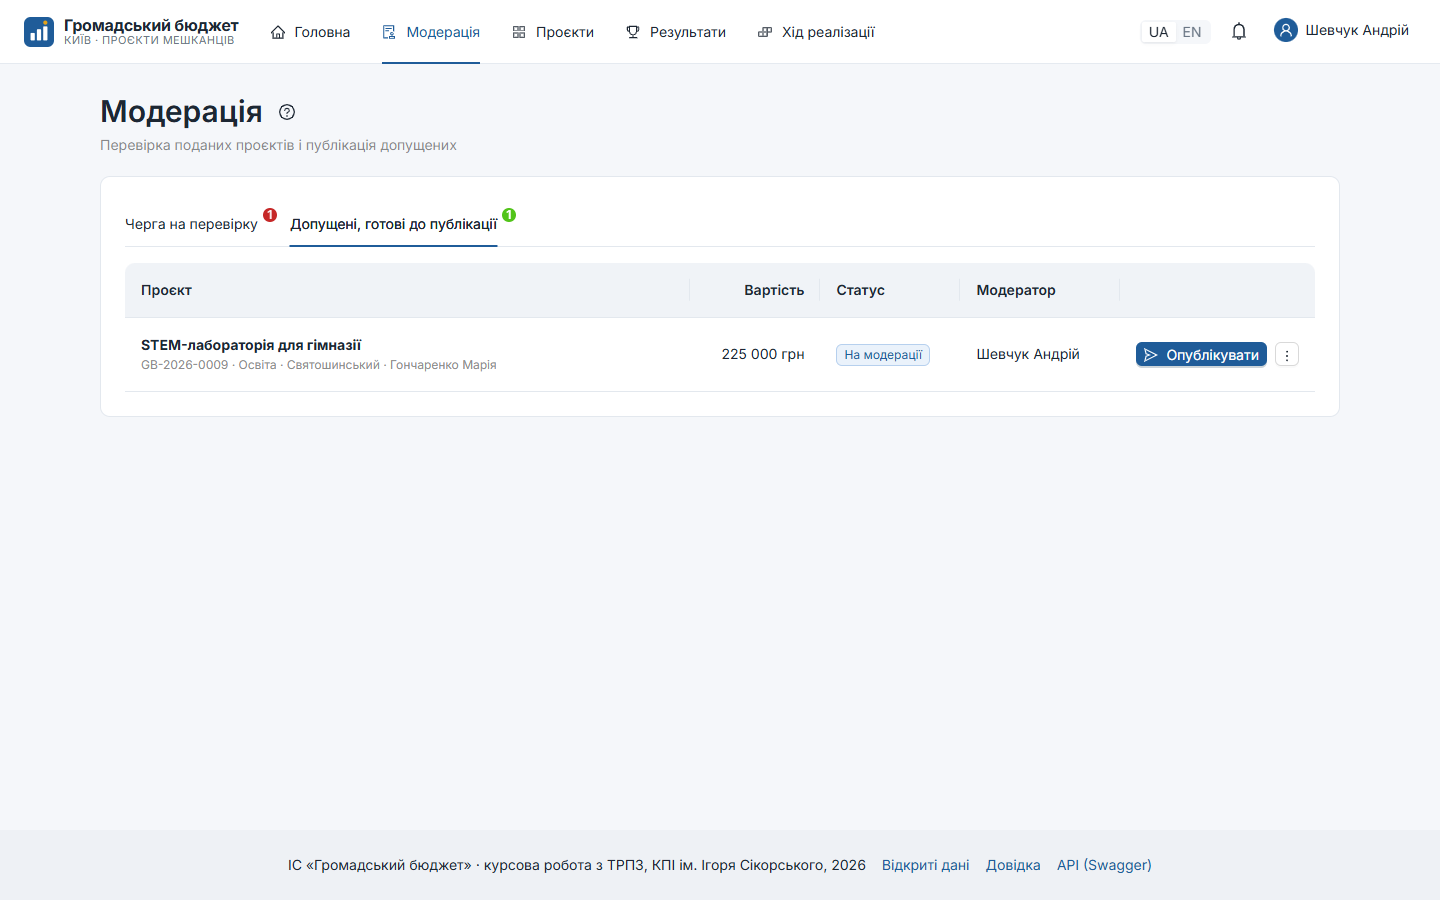 Громадський бюджет
КИЇВ · ПРОЄКТИ МЕШКАНЦІВ
Головна
Модерація
Проєкти
Результати
Хід реалізації
UA EN
Шевчук Андрій
Модерація
Перевірка поданих проєктів і публікація допущених
Черга на перевірку 1
Допущені, готові до публікації 1
Проєкт Вартість Статус Модератор
STEM-лабораторія для гімназії
GB-2026-0009 · Освіта · Святошинський · Гончаренко Марія
225 000 грн
На модерації
Шевчук Андрій
Опублікувати
ІС «Громадський бюджет» · курсова робота з ТРПЗ, КПІ ім. Ігоря Сікорського, 2026 Відкриті дані Довідка API (Swagger)